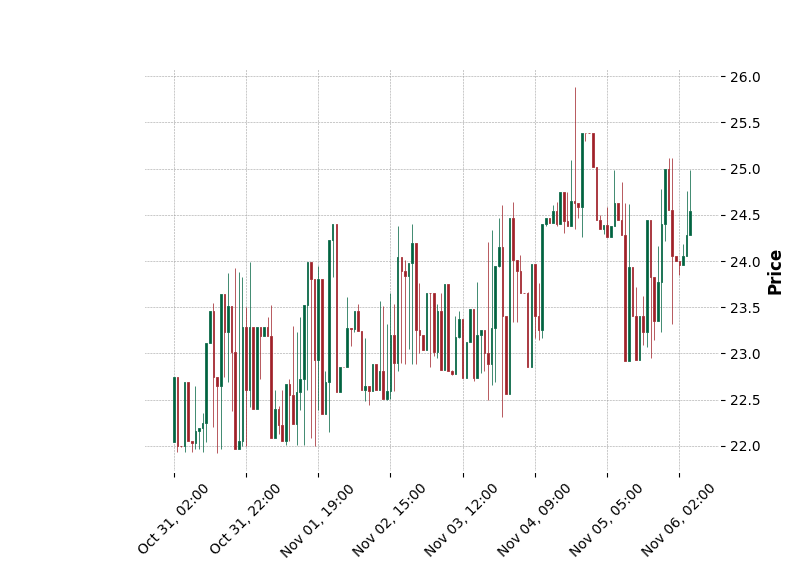 26.0
25.5
25.0
24.5
24.0
23.5
23.0
22.5
22.0
Price
Oct 31, 02:00
Oct 31, 22:00
Nov 01, 19:00
Nov 02, 15:00
Nov 03, 12:00
Nov 04, 09:00
Nov 05, 05:00
Nov 06, 02:00